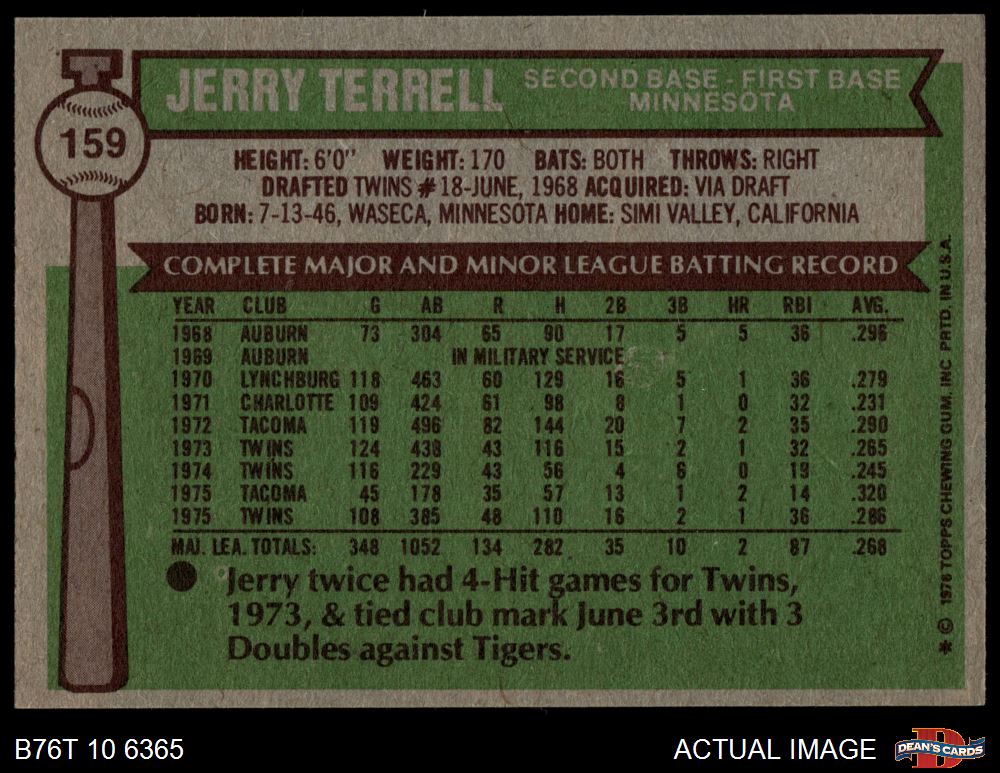 JERRY TERRELL
SECOND BASE - FIRST BASE
MINNESOTA
159
HEIGHT: 6'0" WEIGHT: 170 BATS: BOTH THROWS: RIGHT
DRAFTED TWINS #18-JUNE, 1968 ACQUIRED: VIA DRAFT
BORN: 7-13-46, WASECA, MINNESOTA HOME: SIMI VALLEY, CALIFORNIA
COMPLETE MAJOR AND MINOR LEAGUE BATTING RECORD
YEAR CLUB G AB R H 2B 3B HR RBI AVG.
1968 AUBURN 73 304 65 90 17 5 5 36 .296
1969 AUBURN IN MILITARY SERVICE
1970 LYNCHBURG 118 463 60 129 16 5 1 36 .279
1971 CHARLOTTE 109 424 61 98 8 1 0 32 .231
1972 TACOMA 119 496 82 144 20 7 2 35 .290
1973 TWINS 124 438 43 116 15 2 1 32 .265
1974 TWINS 116 229 43 56 4 6 0 19 .245
1975 TACOMA 45 178 35 57 13 1 2 14 .320
1975 TWINS 108 385 48 110 16 2 1 36 .286
MAJ. LEA. TOTALS: 348 1052 134 282 35 10 2 87 .268
Jerry twice had 4-Hit games for Twins,
1973, & tied club mark June 3rd with 3
Doubles against Tigers.
* © 1976 TOPPS CHEWING GUM, INC PRTD. IN U.S.A.
B76T 10 6365
ACTUAL IMAGE
D
DEAN'S CARDS